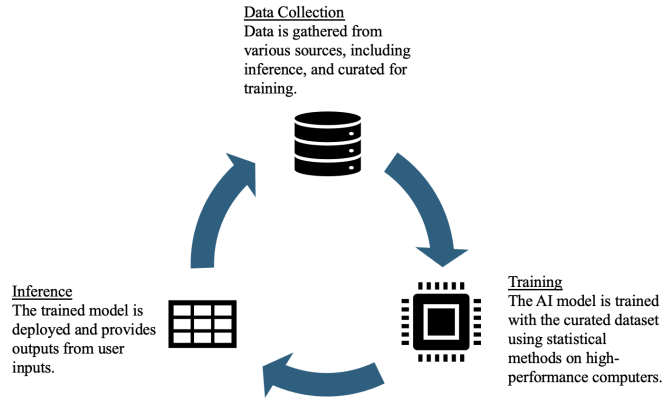 Data Collection
Data is gathered from
various sources, including
inference, and curated for
training.
Training
The AI model is trained
with the curated dataset
using statistical
methods on high-
performance computers.
Inference
The trained model is
deployed and provides
outputs from user
inputs.